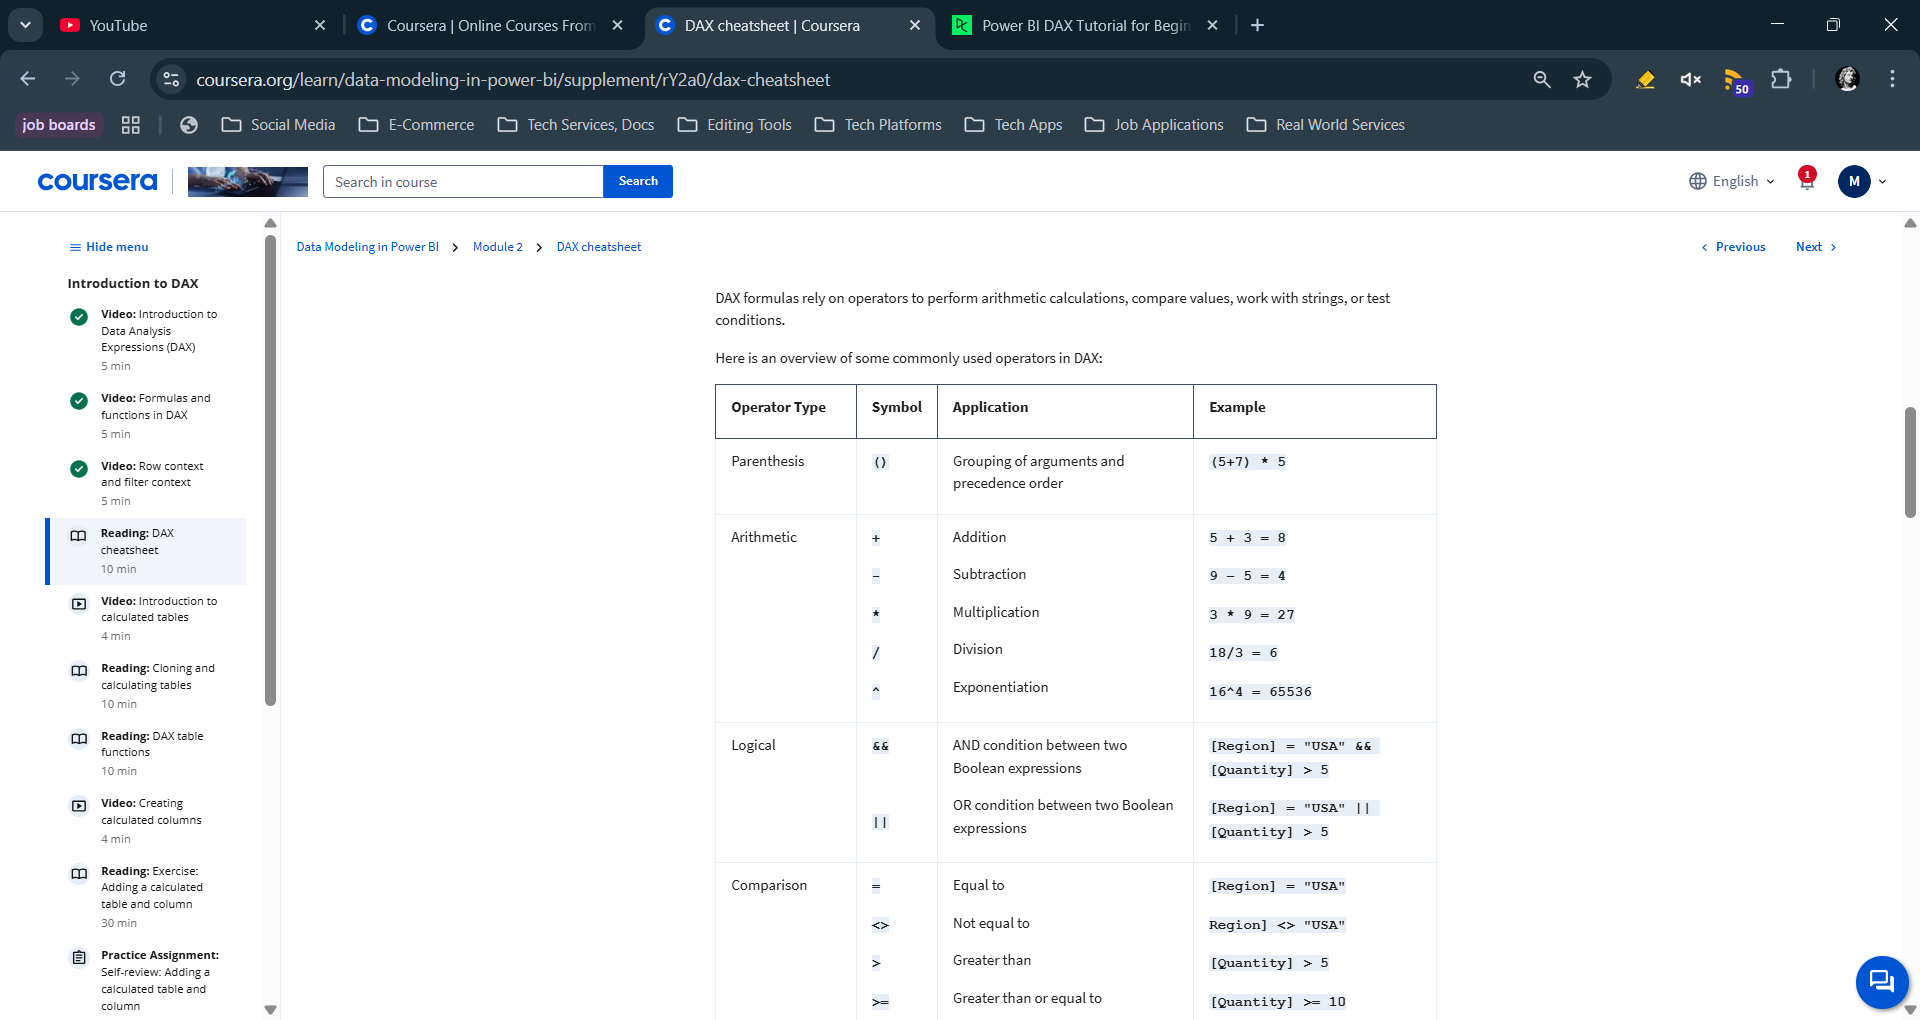 YouTube
Coursera | Online Courses From
DAX cheatsheet | Coursera
Power BI DAX Tutorial for Begin
coursera.org/learn/data-modeling-in-power-bi/supplement/rY2a0/dax-cheatsheet
50
job boards
Social Media
E-Commerce
Tech Services, Docs
Editing Tools
Tech Platforms
Tech Apps
Job Applications
Real World Services
coursera
Search in course
Search
English
1
M
Hide menu
Introduction to DAX
Video: Introduction to
Data Analysis
Expressions (DAX)
5 min
Video: Formulas and
functions in DAX
5 min
Video: Row context
and filter context
5 min
Reading: DAX
cheatsheet
10 min
Video: Introduction to
calculated tables
4 min
Reading: Cloning and
calculating tables
10 min
Reading: DAX table
functions
10 min
Video: Creating
calculated columns
4 min
Reading: Exercise:
Adding a calculated
table and column
30 min
Practice Assignment:
Self-review: Adding a
calculated table and
column
Data Modeling in Power BI > Module 2 > DAX cheatsheet
< Previous
Next >
DAX formulas rely on operators to perform arithmetic calculations, compare values, work with strings, or test
conditions.
Here is an overview of some commonly used operators in DAX:
Operator Type Symbol Application Example
Parenthesis () Grouping of arguments and (5+7) * 5
precedence order
Arithmetic + Addition 5 + 3 = 8
– Subtraction 9 – 5 = 4
* Multiplication 3 * 9 = 27
/ Division 18/3 = 6
^ Exponentiation 16^4 = 65536
Logical && AND condition between two [Region] = "USA" &&
Boolean expressions [Quantity] > 5
OR condition between two Boolean [Region] = "USA" ||
|| expressions [Quantity] > 5
Comparison = Equal to [Region] = "USA"
<> Not equal to Region] <> "USA"
> Greater than [Quantity] > 5
>= Greater than or equal to [Quantity] >= 10